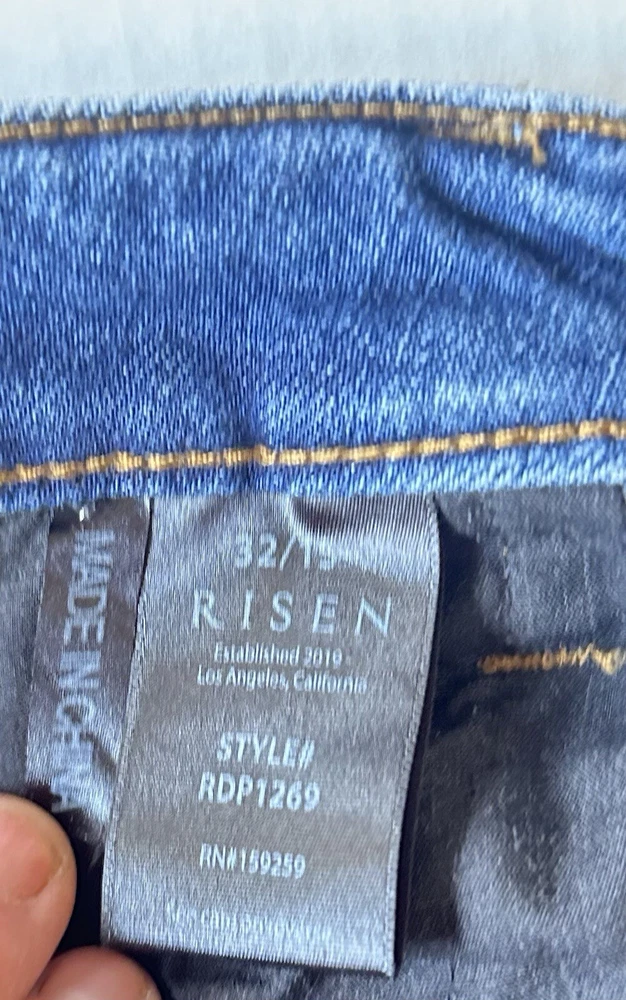 32/15
RISEN
Established 2019
Los Angeles, California
STYLE#
RDP1269
RN#159259
MADE IN CHINA